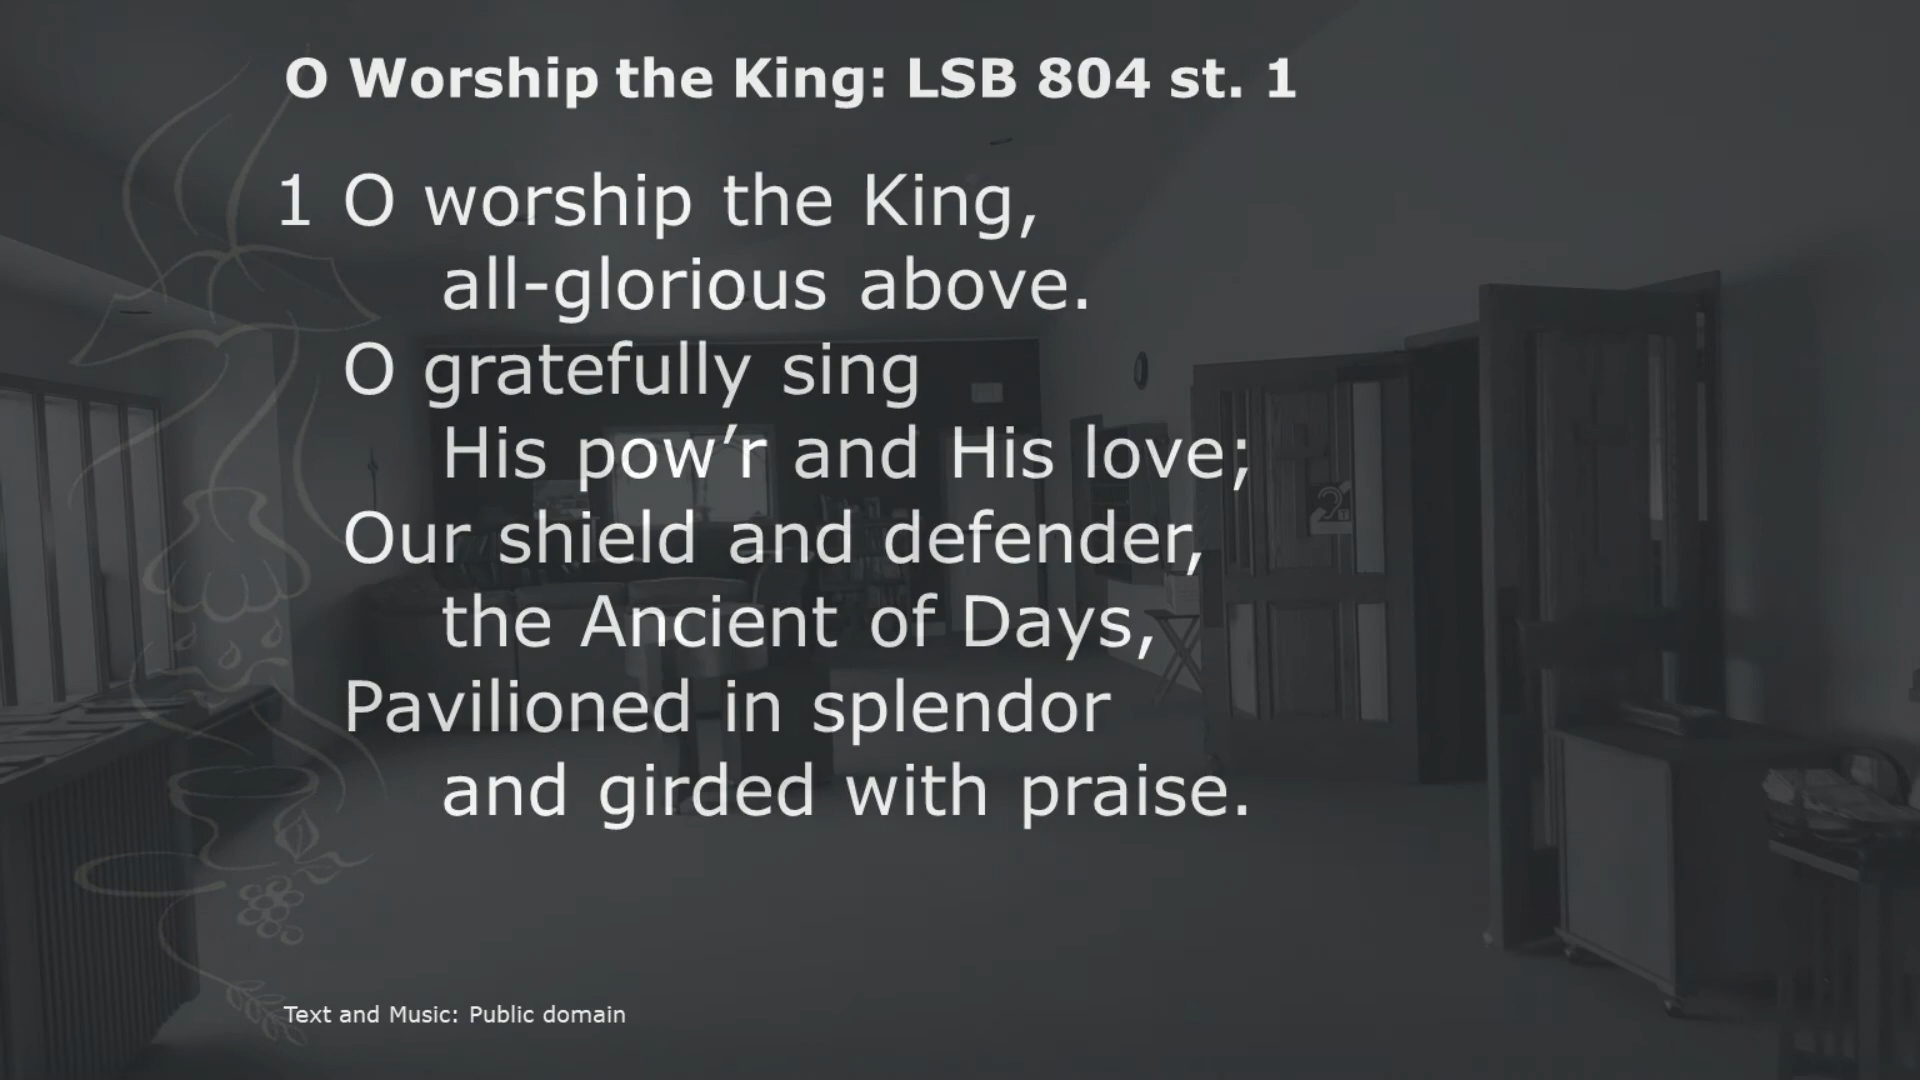 O Worship the King: LSB 804 st. 1
1 O worship the King,
all-glorious above.
O gratefully sing
His pow’r and His love;
Our shield and defender,
the Ancient of Days,
Pavilioned in splendor
and girded with praise.
Text and Music: Public domain